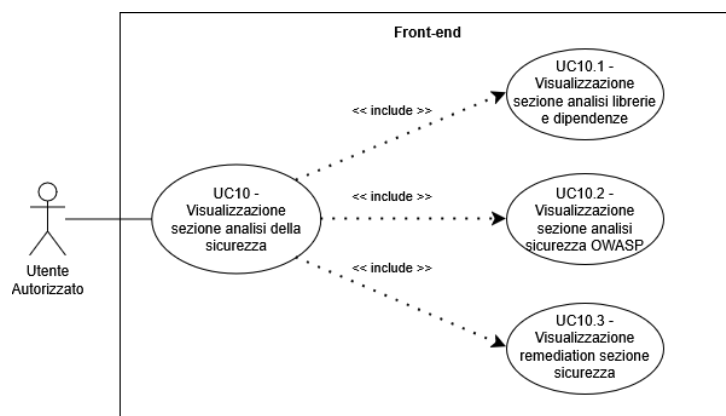 Front-end
UC10.1 -
Visualizzazione
sezione analisi librerie
e dipendenze
<< include >>
UC10 -
Visualizzazione
sezione analisi della
sicurezza
<< include >>
UC10.2 -
Visualizzazione
sezione analisi
sicurezza OWASP
Utente
Autorizzato
<< include >>
UC10.3 -
Visualizzazione
remediation sezione
sicurezza